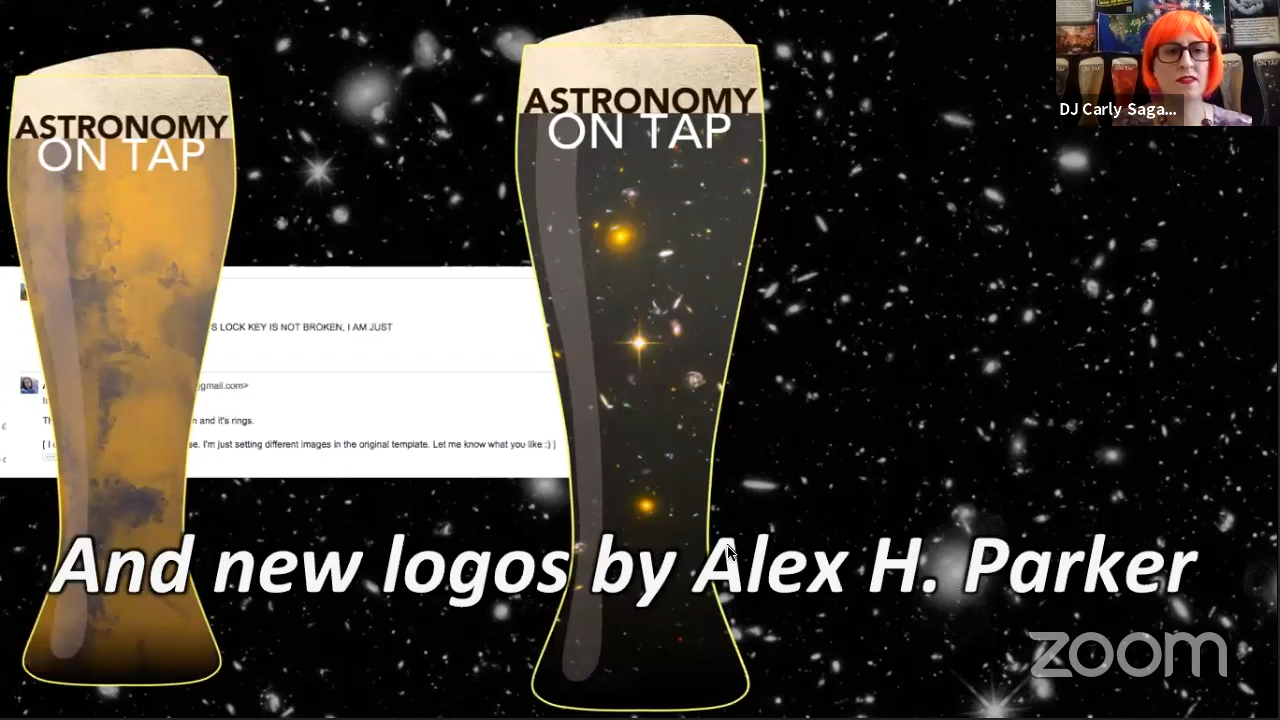 ASTRONOMY
ON TAP
ASTRONOMY
ON TAP
DJ Carly Saga...
ON TAP
S LOCK KEY IS NOT BROKEN, I AM JUST
gmail.com>
and it's rings.
[ I
se. I'm just setting different images in the original template. Let me know what you like :) ]
And new logos by Alex H. Parker
zoom